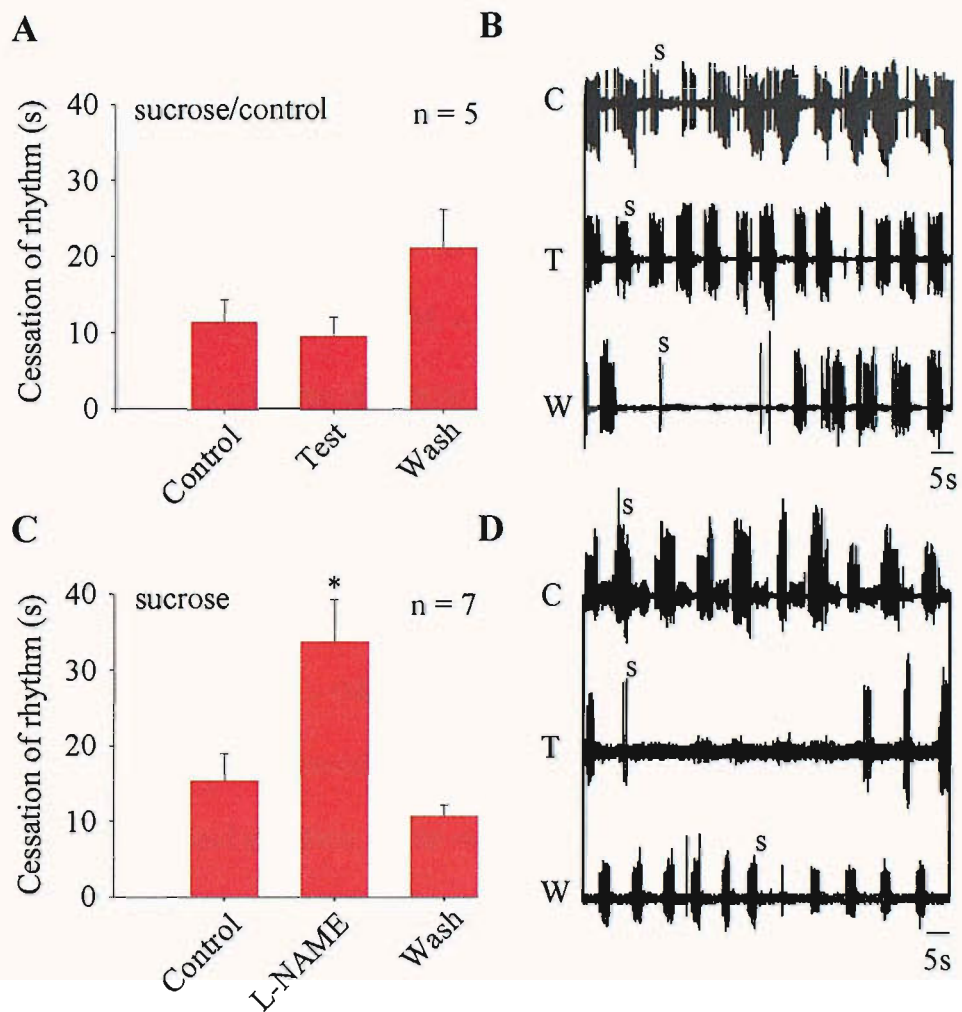 A
Cessation of rhythm (s)
40
30
20
10
0
sucrose/control
n = 5
Control
Test
Wash
B
s
C
s
T
s
W
5s
C
Cessation of rhythm (s)
40
30
20
10
0
sucrose
*
n = 7
Control
L-NAME
Wash
D
s
C
s
T
s
W
5s